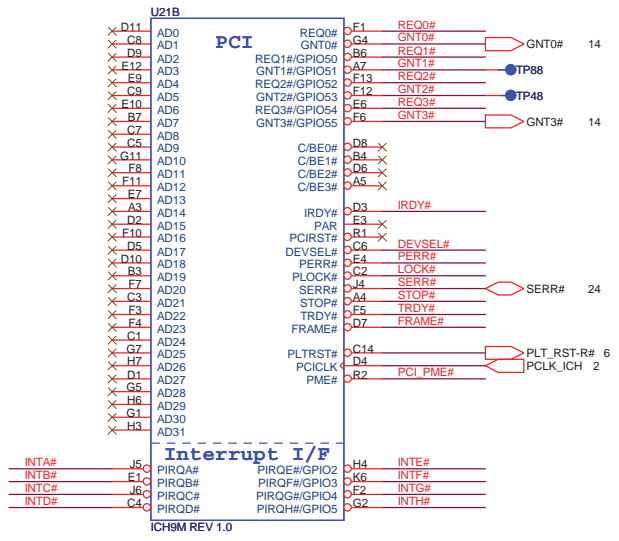 U21B
PCI
D11 AD0 REQ0# F1 REQ0#
C8 AD1 GNT0# G4 GNT0# GNT0# 14
D9 AD2 REQ1#/GPIO50 B6 REQ1#
E12 AD3 GNT1#/GPIO51 A7 GNT1# TP88
E9 AD4 REQ2#/GPIO52 F13 REQ2#
C9 AD5 GNT2#/GPIO53 F12 GNT2# TP48
E10 AD6 REQ3#/GPIO54 E6 REQ3#
B7 AD7 GNT3#/GPIO55 F6 GNT3# GNT3# 14
C7 AD8
C5 AD9 C/BE0# D8
G11 AD10 C/BE1# B4
F8 AD11 C/BE2# D6
F11 AD12 C/BE3# A5
E7 AD13
A3 AD14 IRDY# D3 IRDY#
D2 AD15 PAR E3
F10 AD16 PCIRST# R1
D5 AD17 DEVSEL# C6 DEVSEL#
D10 AD18 PERR# E4 PERR#
B3 AD19 PLOCK# C2 LOCK#
F7 AD20 SERR# J4 SERR# SERR# 24
C3 AD21 STOP# A4 STOP#
F3 AD22 TRDY# F5 TRDY#
F4 AD23 FRAME# D7 FRAME#
C1 AD24
G7 AD25 PLTRST# C14 PLT_RST-R# 6
H7 AD26 PCICLK D4 PCLK_ICH 2
D1 AD27 PME# R2 PCI_PME#
G5 AD28
H6 AD29
G1 AD30
H3 AD31
Interrupt I/F
INTA# J5 PIRQA# PIRQE#/GPIO2 H4 INTE#
INTB# E1 PIRQB# PIRQF#/GPIO3 K6 INTF#
INTC# J6 PIRQC# PIRQG#/GPIO4 F2 INTG#
INTD# C4 PIRQD# PIRQH#/GPIO5 G2 INTH#
ICH9M REV 1.0